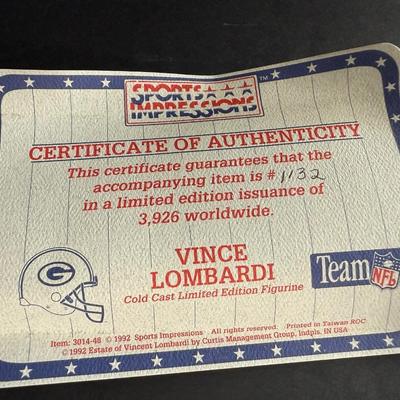 SPORTS
IMPRESSIONS
TM
CERTIFICATE OF AUTHENTICITY
This certificate guarantees that the
accompanying item is #1132
in a limited edition issuance of
3,926 worldwide.
VINCE
LOMBARDI
Cold Cast Limited Edition Figurine
G
Team NFL
Item: 3014-48 © 1992 Sports Impressions All rights reserved. Printed in Taiwan ROC
© 1992 Estate of Vincent Lombardi by Curtis Management Group, Indpls, IN USA